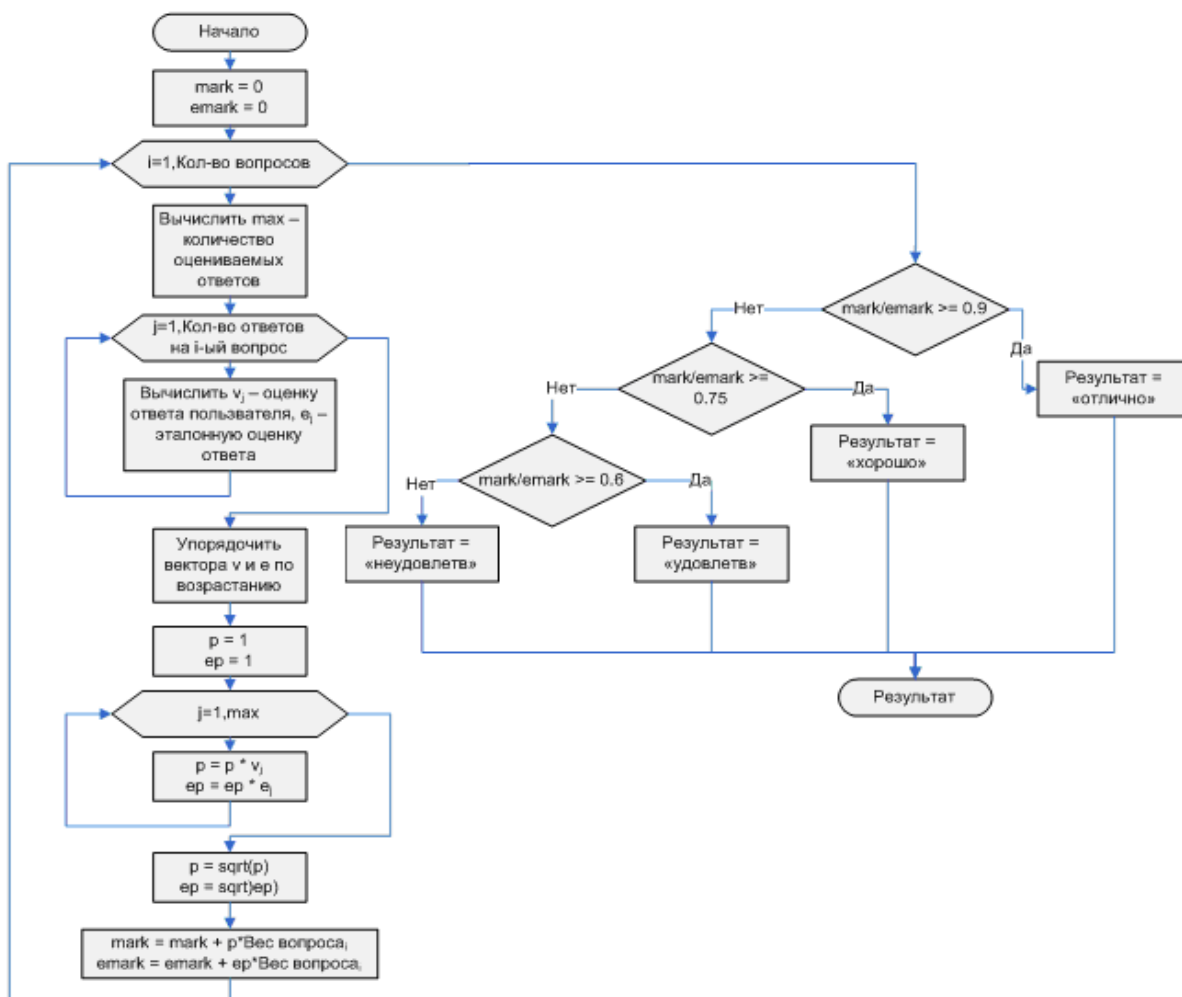 Начало
mark = 0
emark = 0
i=1,Кол-во вопросов
Вычислить max –
количество
оцениваемых
ответов
j=1,Кол-во ответов
на i-ый вопрос
Вычислить vj – оценку
ответа пользвателя, ej –
эталонную оценку
ответа
Упорядочить
вектора v и e по
возрастанию
p = 1
ep = 1
j=1,max
p = p * vj
ep = ep * ej
p = sqrt(p)
ep = sqrt)ep)
mark = mark + p*Вес вопросаi
emark = emark + ep*Вес вопросаi
mark/emark >= 0.9
Нет
Да
Результат =
«отлично»
mark/emark >=
0.75
Нет
Да
Результат =
«хорошо»
mark/emark >= 0.6
Нет
Да
Результат =
«неудовлетв»
Результат =
«удовлетв»
Результат